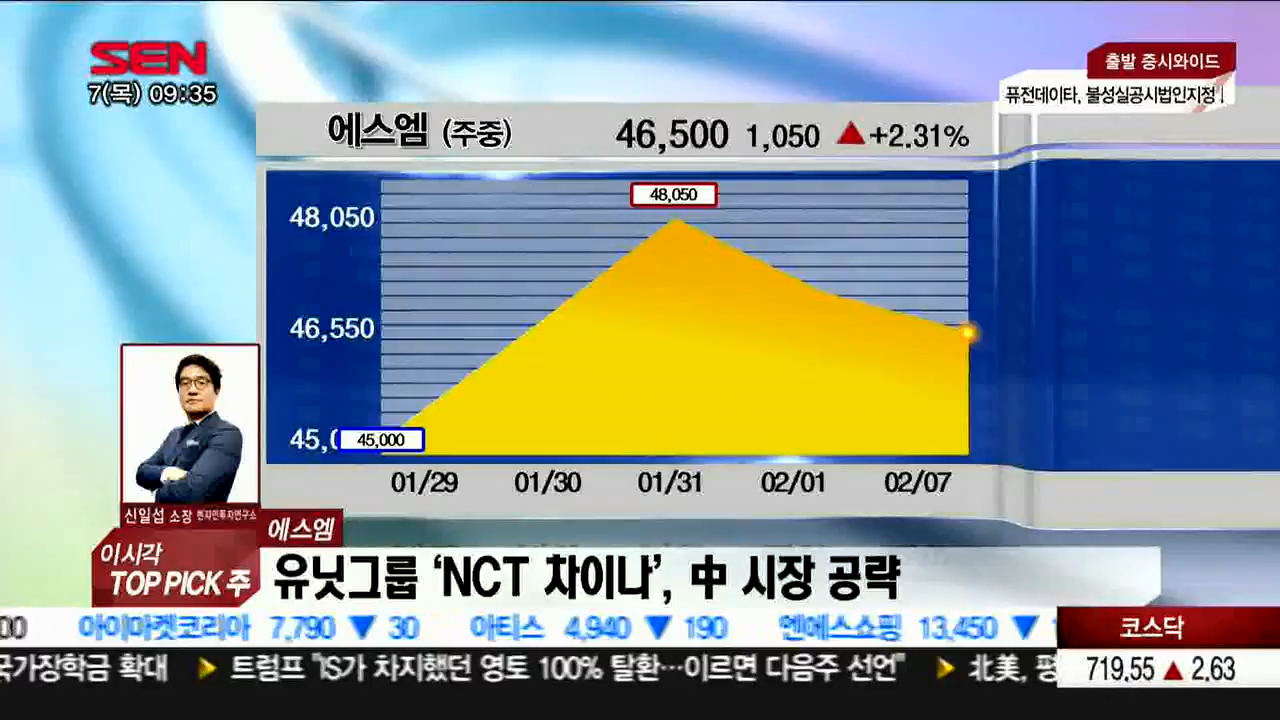 SEN
7(목) 09:35
출발 증시와이드
퓨전데이타, 불성실공시법인지정↓
에스엠 (주중) 46,500 1,050 ▲+2.31%
48,050
48,050
46,550
45,0
45,000
01/29 01/30 01/31 02/01 02/07
신일섭 소장
에스엠
이시각
TOP PICK 주
유닛그룹 ‘NCT 차이나’, 中 시장 공략
00 아이마켓코리아 7,790 ▼ 30 아티스 4,940 ▼ 190 엔에스쇼핑 13,450 ▼ 1
코스닥
국가장학금 확대 ▶ 트럼프 "IS가 차지했던 영토 100% 탈환…이르면 다음주 선언" ▶ 북美, 평
719.55 ▲ 2.63